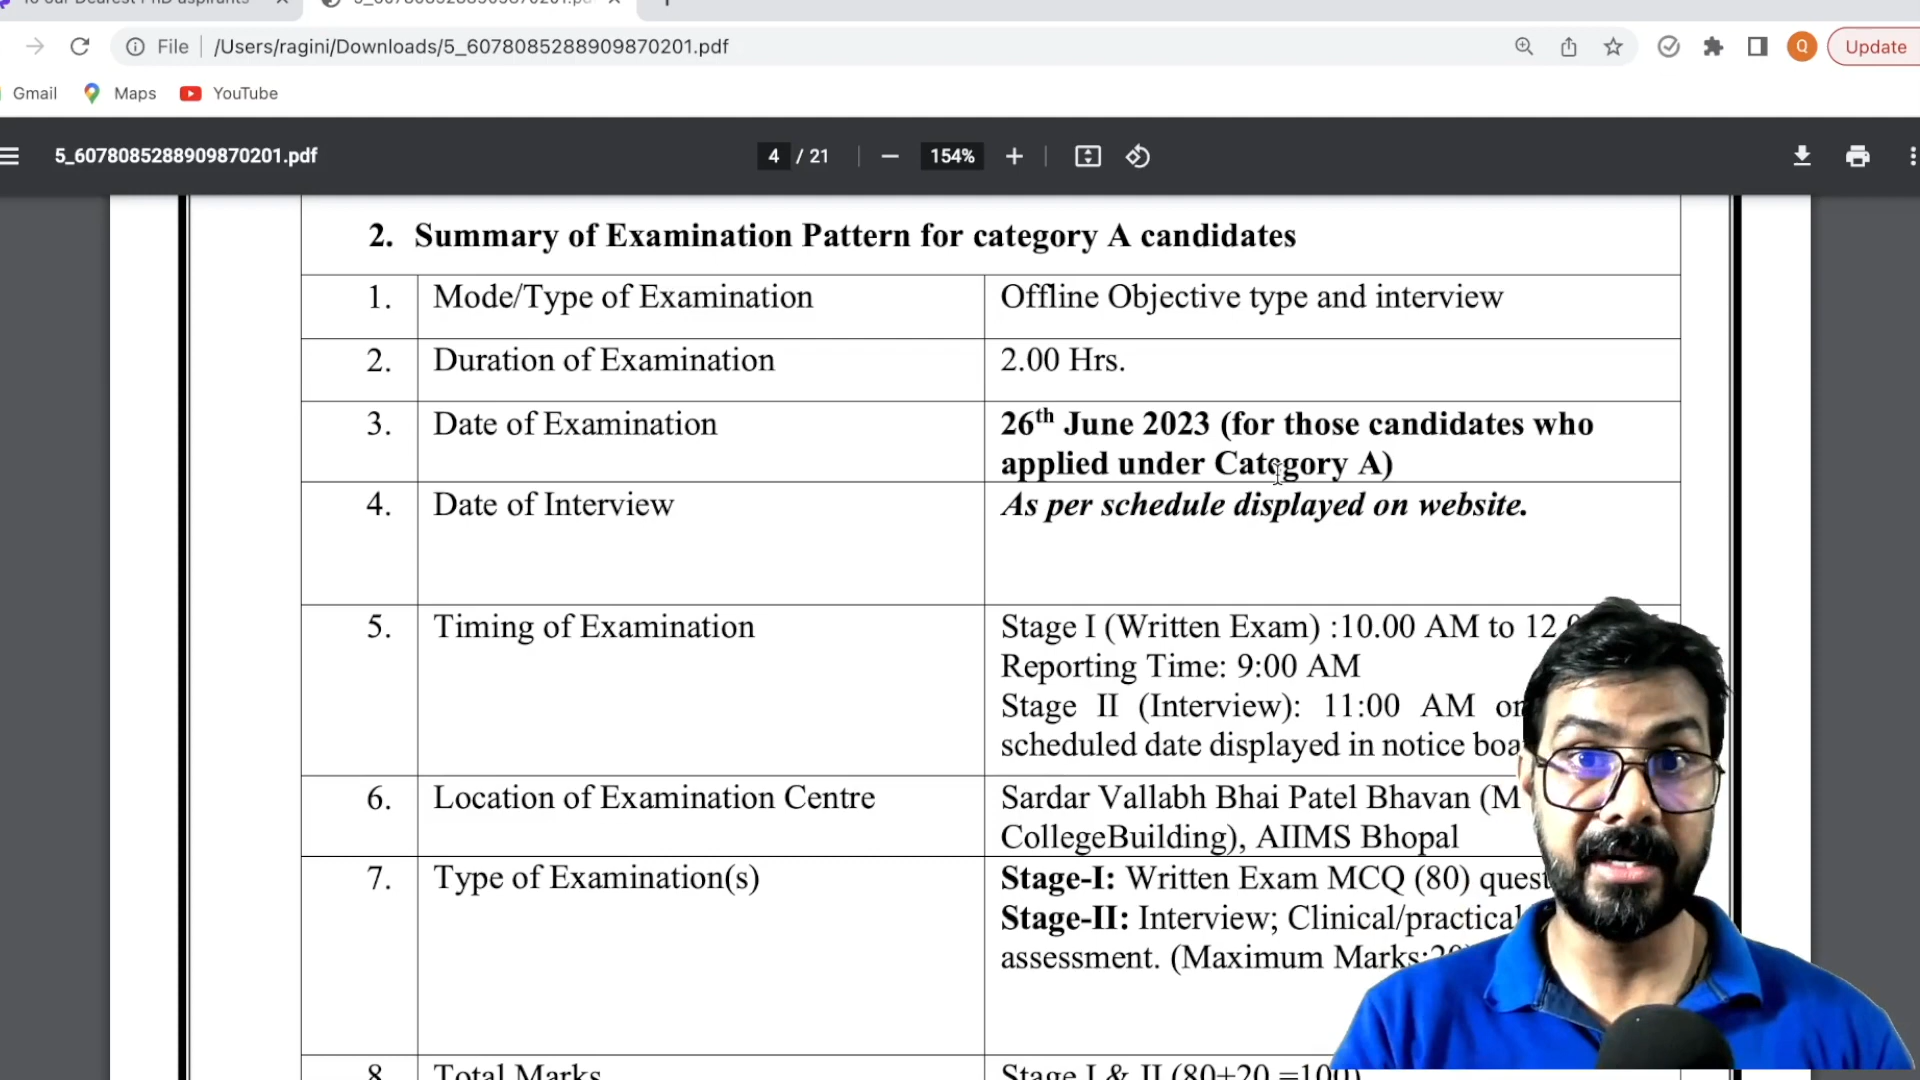 5_6078085288909870201.pdf
File
/Users/ragini/Downloads/5_6078085288909870201.pdf
Q
Update
Gmail
Maps
YouTube
5_6078085288909870201.pdf
4 / 21
154%
2. Summary of Examination Pattern for category A candidates
1. Mode/Type of Examination
Offline Objective type and interview
2. Duration of Examination
2.00 Hrs.
3. Date of Examination
26th June 2023 (for those candidates who
applied under Category A)
4. Date of Interview
As per schedule displayed on website.
5. Timing of Examination
Stage I (Written Exam) :10.00 AM to 12
Reporting Time: 9:00 AM
Stage II (Interview): 11:00 AM
scheduled date displayed in notice
6. Location of Examination Centre
Sardar Vallabh Bhai Patel Bhavan (
CollegeBuilding), AIIMS Bhopal
7. Type of Examination(s)
Stage-I: Written Exam MCQ (80)
Stage-II: Interview; Clinical/practical
assessment. (Maximum Marks:
8. Total Marks
Stage I & II (80+20 =100)